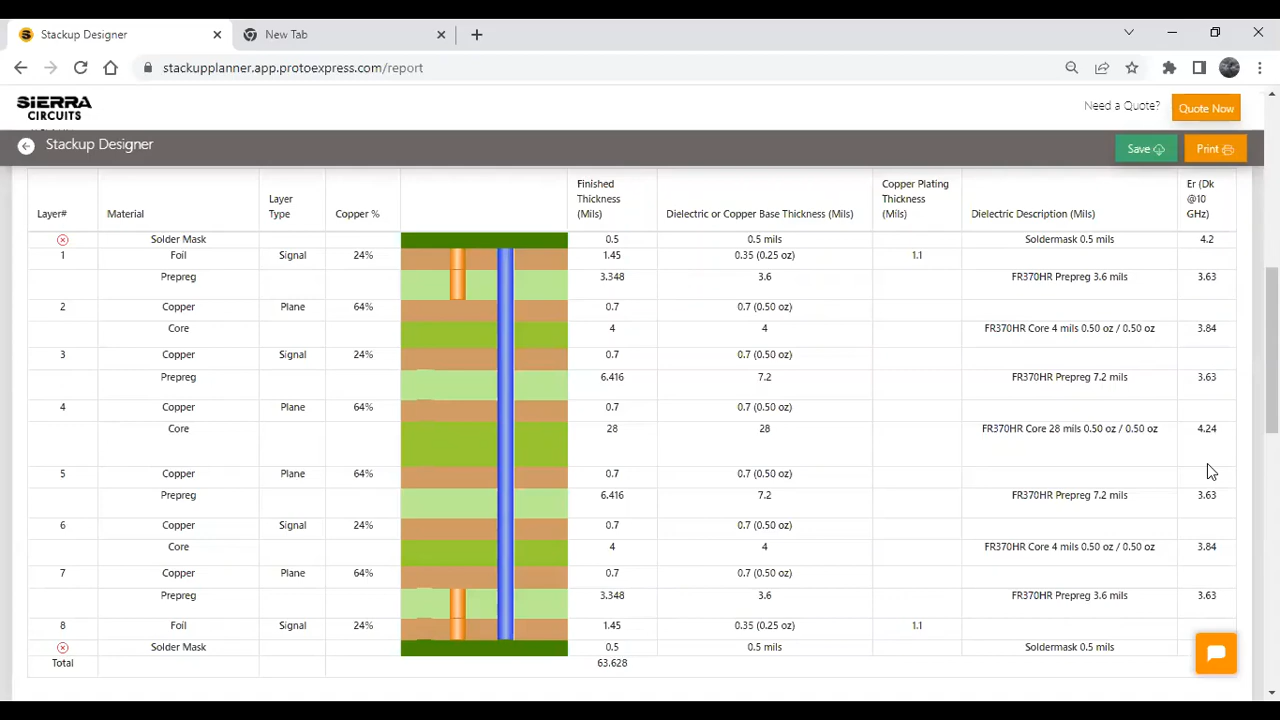 Stackup Designer
New Tab
stackupplanner.app.protoexpress.com/report
SIERRA
CIRCUITS
Need a Quote?
Quote Now
Stackup Designer
Save
Print
Layer# Material Layer Type Copper % Finished Thickness (Mils) Dielectric or Copper Base Thickness (Mils) Copper Plating Thickness (Mils) Dielectric Description (Mils) Er (Dk @10 GHz)
Solder Mask 0.5 0.5 mils Soldermask 0.5 mils 4.2
1 Foil Signal 24% 1.45 0.35 (0.25 oz) 1.1
Prepreg 3.348 3.6 FR370HR Prepreg 3.6 mils 3.63
2 Copper Plane 64% 0.7 0.7 (0.50 oz)
Core 4 4 FR370HR Core 4 mils 0.50 oz / 0.50 oz 3.84
3 Copper Signal 24% 0.7 0.7 (0.50 oz)
Prepreg 6.416 7.2 FR370HR Prepreg 7.2 mils 3.63
4 Copper Plane 64% 0.7 0.7 (0.50 oz)
Core 28 28 FR370HR Core 28 mils 0.50 oz / 0.50 oz 4.24
5 Copper Plane 64% 0.7 0.7 (0.50 oz)
Prepreg 6.416 7.2 FR370HR Prepreg 7.2 mils 3.63
6 Copper Signal 24% 0.7 0.7 (0.50 oz)
Core 4 4 FR370HR Core 4 mils 0.50 oz / 0.50 oz 3.84
7 Copper Plane 64% 0.7 0.7 (0.50 oz)
Prepreg 3.348 3.6 FR370HR Prepreg 3.6 mils 3.63
8 Foil Signal 24% 1.45 0.35 (0.25 oz) 1.1
Solder Mask 0.5 0.5 mils Soldermask 0.5 mils
Total 63.628